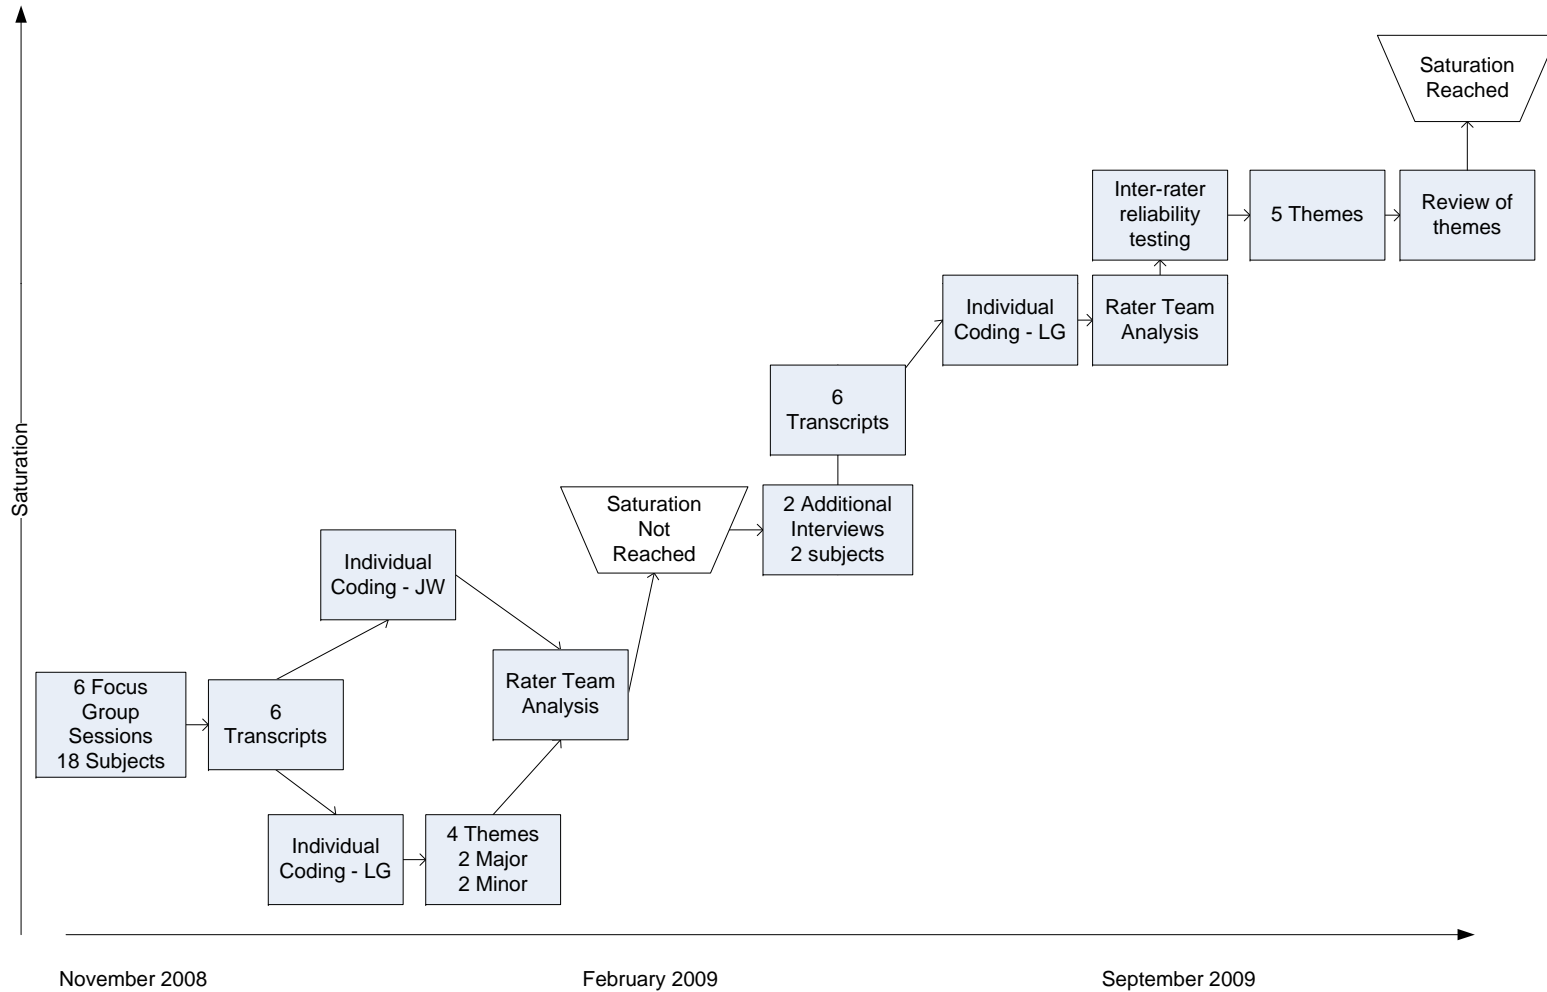 Saturation
Reached
Inter-rater
reliability
testing
5 Themes
Review of
themes
Individual
Coding - LG
Rater Team
Analysis
6
Transcripts
Saturation
Saturation
Not
Reached
2 Additional
Interviews
2 subjects
Individual
Coding - JW
Rater Team
Analysis
6 Focus
Group
Sessions
18 Subjects
6
Transcripts
Individual
Coding - LG
4 Themes
2 Major
2 Minor
November 2008
February 2009
September 2009